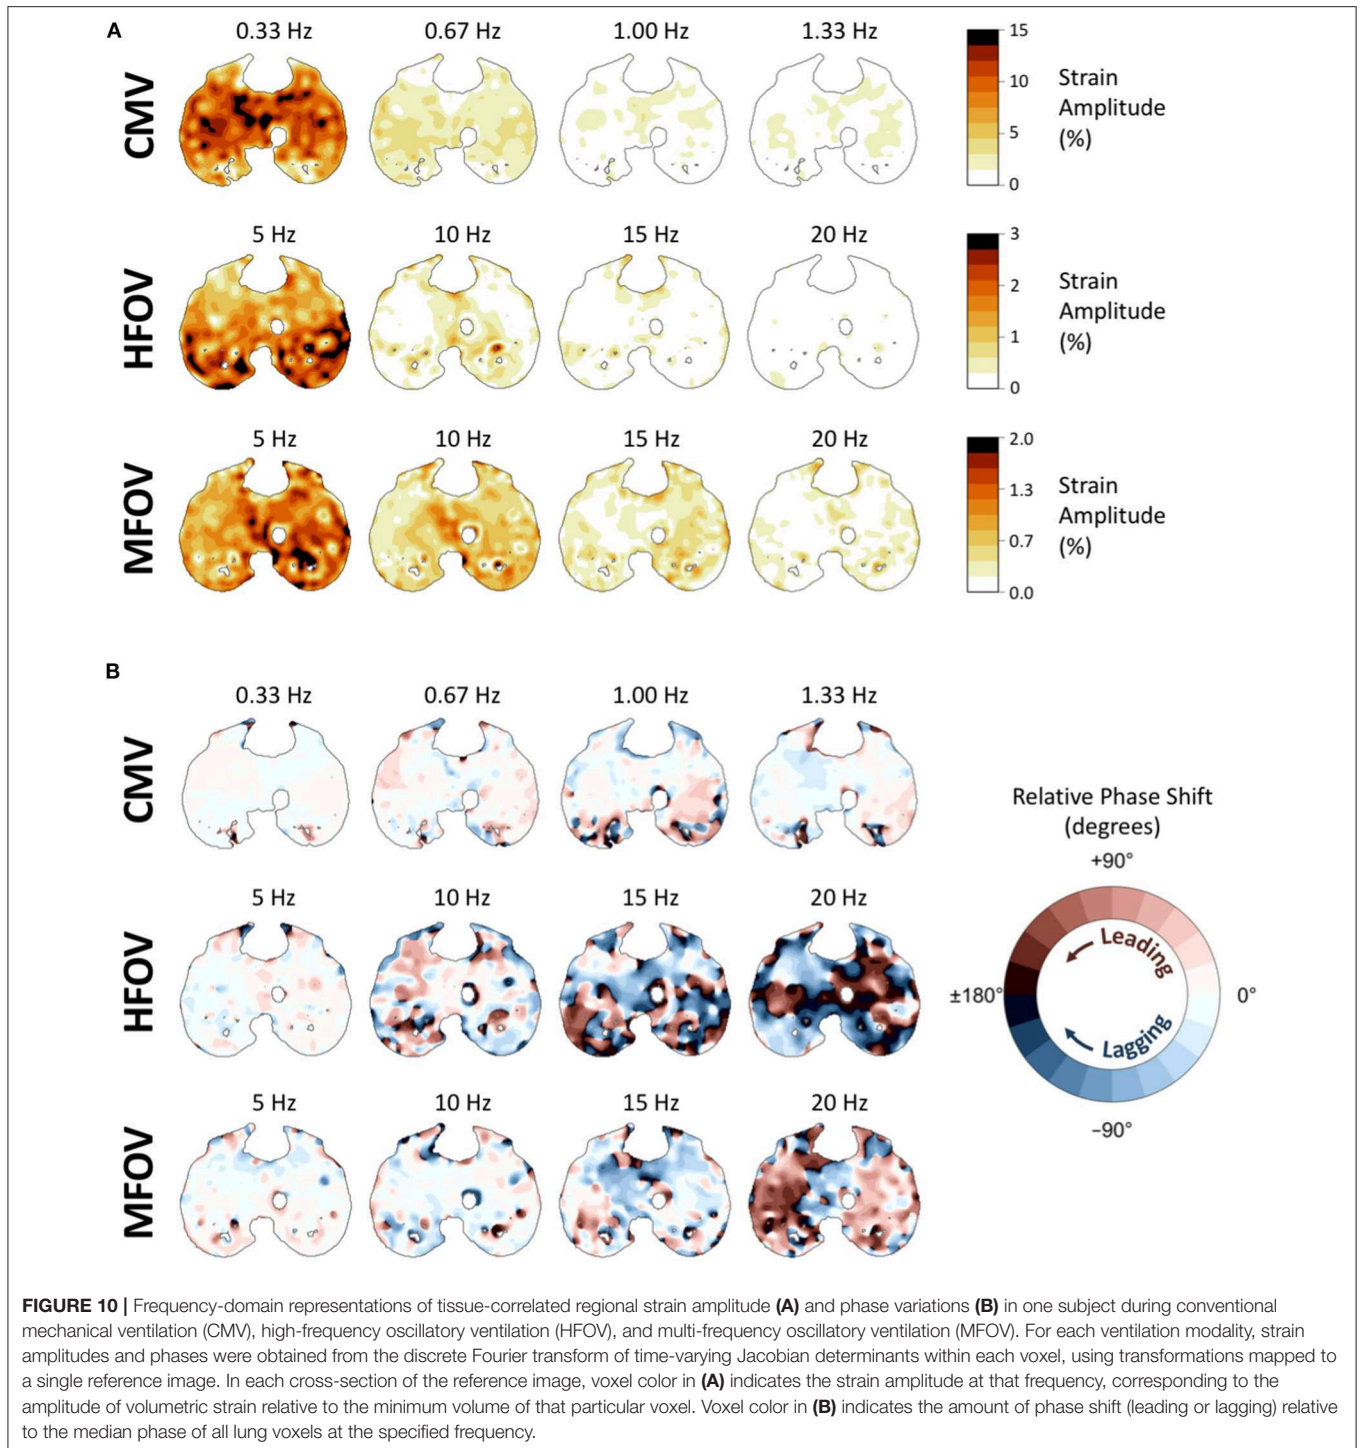 A
0.33 Hz 0.67 Hz 1.00 Hz 1.33 Hz
CMV
15
10
5
0
Strain
Amplitude
(%)
5 Hz 10 Hz 15 Hz 20 Hz
HFOV
3
2
1
0
Strain
Amplitude
(%)
5 Hz 10 Hz 15 Hz 20 Hz
MFOV
2.0
1.3
0.7
0.0
Strain
Amplitude
(%)
B
0.33 Hz 0.67 Hz 1.00 Hz 1.33 Hz
CMV
5 Hz 10 Hz 15 Hz 20 Hz
HFOV
5 Hz 10 Hz 15 Hz 20 Hz
MFOV
Relative Phase Shift
(degrees)
+90°
Leading
±180° 0°
Lagging
−90°
FIGURE 10 | Frequency-domain representations of tissue-correlated regional strain amplitude (A) and phase variations (B) in one subject during conventional
mechanical ventilation (CMV), high-frequency oscillatory ventilation (HFOV), and multi-frequency oscillatory ventilation (MFOV). For each ventilation modality, strain
amplitudes and phases were obtained from the discrete Fourier transform of time-varying Jacobian determinants within each voxel, using transformations mapped to
a single reference image. In each cross-section of the reference image, voxel color in (A) indicates the strain amplitude at that frequency, corresponding to the
amplitude of volumetric strain relative to the minimum volume of that particular voxel. Voxel color in (B) indicates the amount of phase shift (leading or lagging) relative
to the median phase of all lung voxels at the specified frequency.